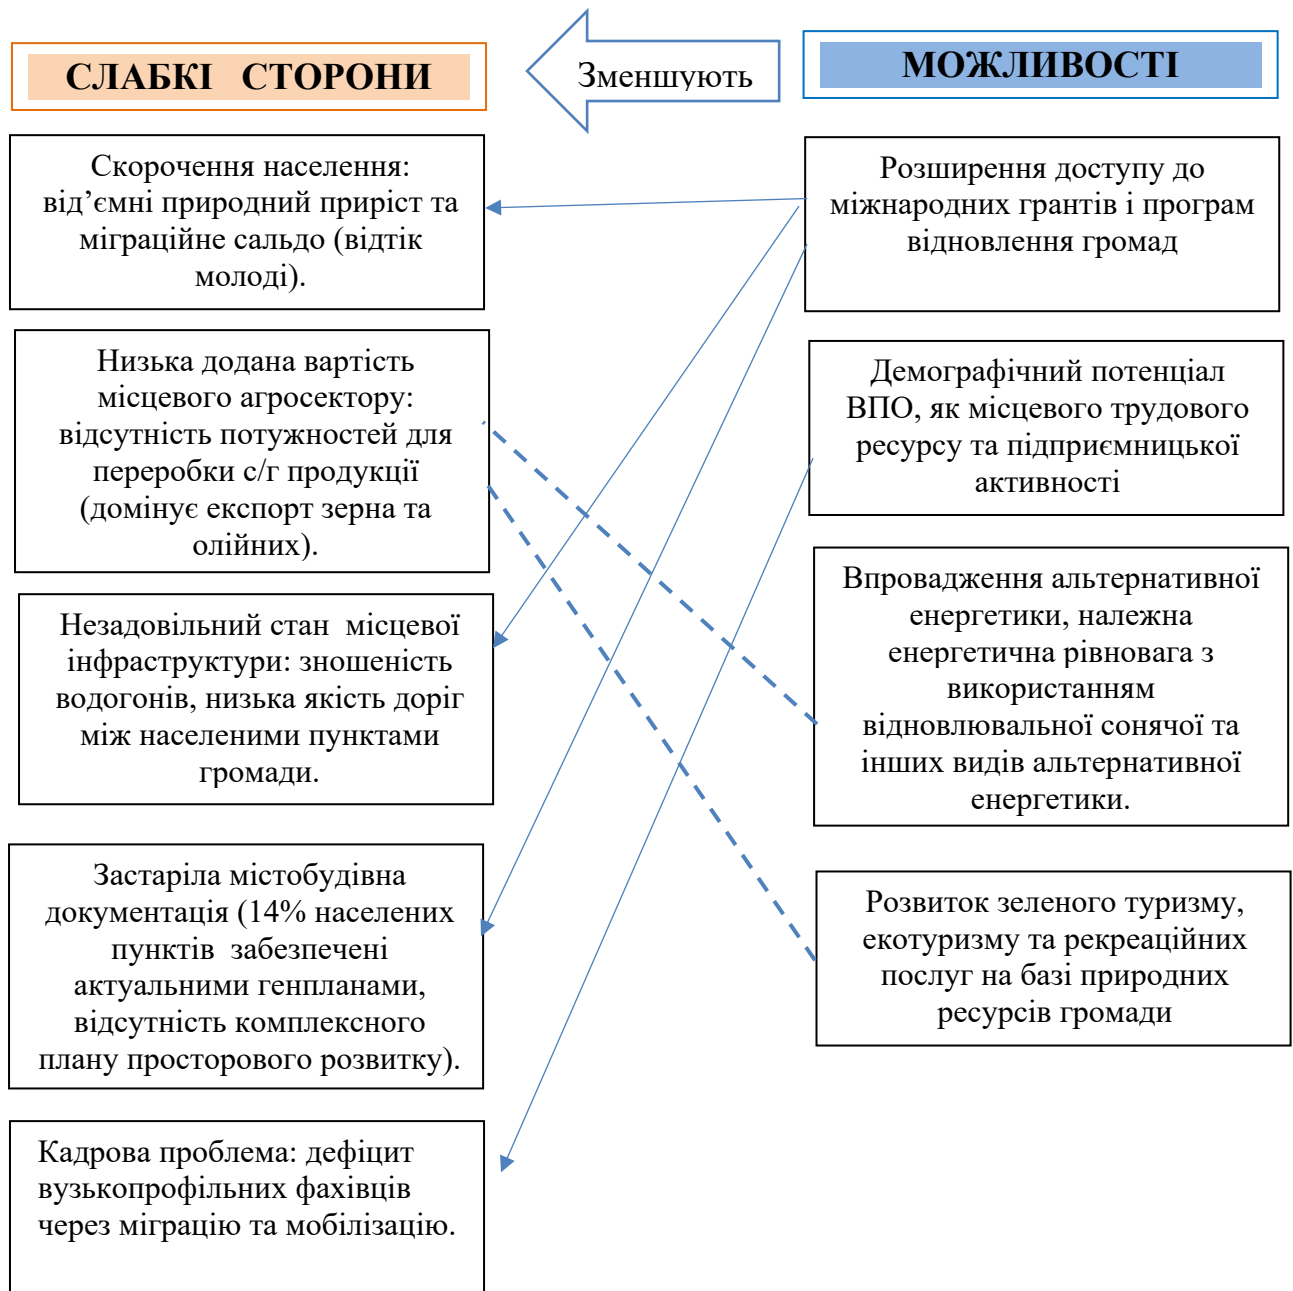 СЛАБКІ СТОРОНИ
Зменшують
МОЖЛИВОСТІ
Скорочення населення:
від’ємні природний приріст та
міграційне сальдо (відтік
молоді).
Низька додана вартість
місцевого агросектору:
відсутність потужностей для
переробки с/г продукції
(домінує експорт зерна та
олійних).
Незадовільний стан місцевої
інфраструктури: зношеність
водогонів, низька якість доріг
між населеними пунктами
громади.
Застаріла містобудівна
документація (14% населених
пунктів забезпечені
актуальними генпланами,
відсутність комплексного
плану просторового розвитку).
Кадрова проблема: дефіцит
вузькопрофільних фахівців
через міграцію та мобілізацію.
Розширення доступу до
міжнародних грантів і програм
відновлення громад
Демографічний потенціал
ВПО, як місцевого трудового
ресурсу та підприємницької
активності
Впровадження альтернативної
енергетики, належна
енергетична рівновага з
використанням
відновлювальної сонячої та
інших видів альтернативної
енергетики.
Розвиток зеленого туризму,
екотуризму та рекреаційних
послуг на базі природних
ресурсів громади